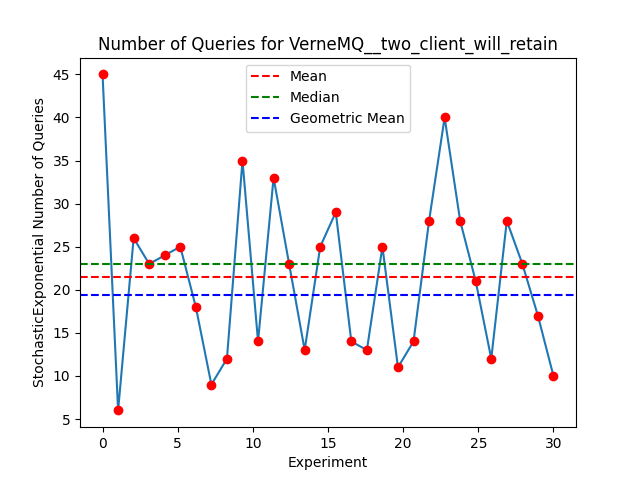 Number of Queries for VerneMQ__two_client_will_retain
Mean
Median
Geometric Mean
StochasticExponential Number of Queries
45
40
35
30
25
20
15
10
5
0
5
10
15
20
25
30
Experiment